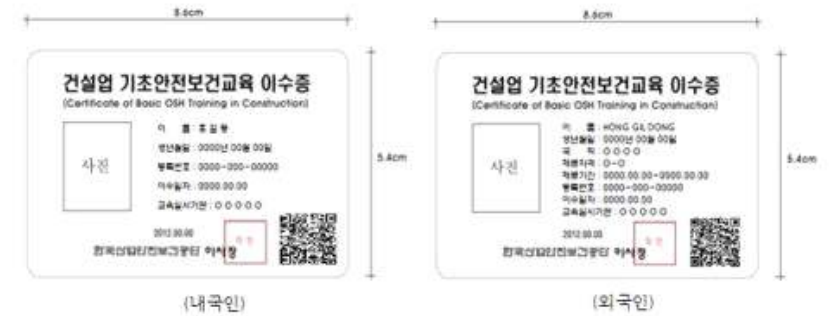 8.6cm
건설업 기초안전보건교육 이수증
(Certificate of Basic OSH Training in Construction)
사진
이 름 : 홍길동
생년월일 : 0000년 00월 00일
등록번호 : 0000-000-00000
이수일자 : 0000.00.00
교육실시기관 : O O O O O
2012.00.00
한국산업안전보건공단 이사장
직인
5.4cm
(내국인)
8.6cm
건설업 기초안전보건교육 이수증
(Certificate of Basic OSH Training in Construction)
사진
이 름 : HONG GIL DONG
생년월일 : 0000년 00월 00일
국 적 : O O O O
체류자격 : O-O
체류기간 : 0000.00.00~0000.00.00
등록번호 : 0000-000-00000
이수일자 : 0000.00.00
교육실시기관 : O O O O O
2012.00.00
한국산업안전보건공단 이사장
직인
5.4cm
(외국인)